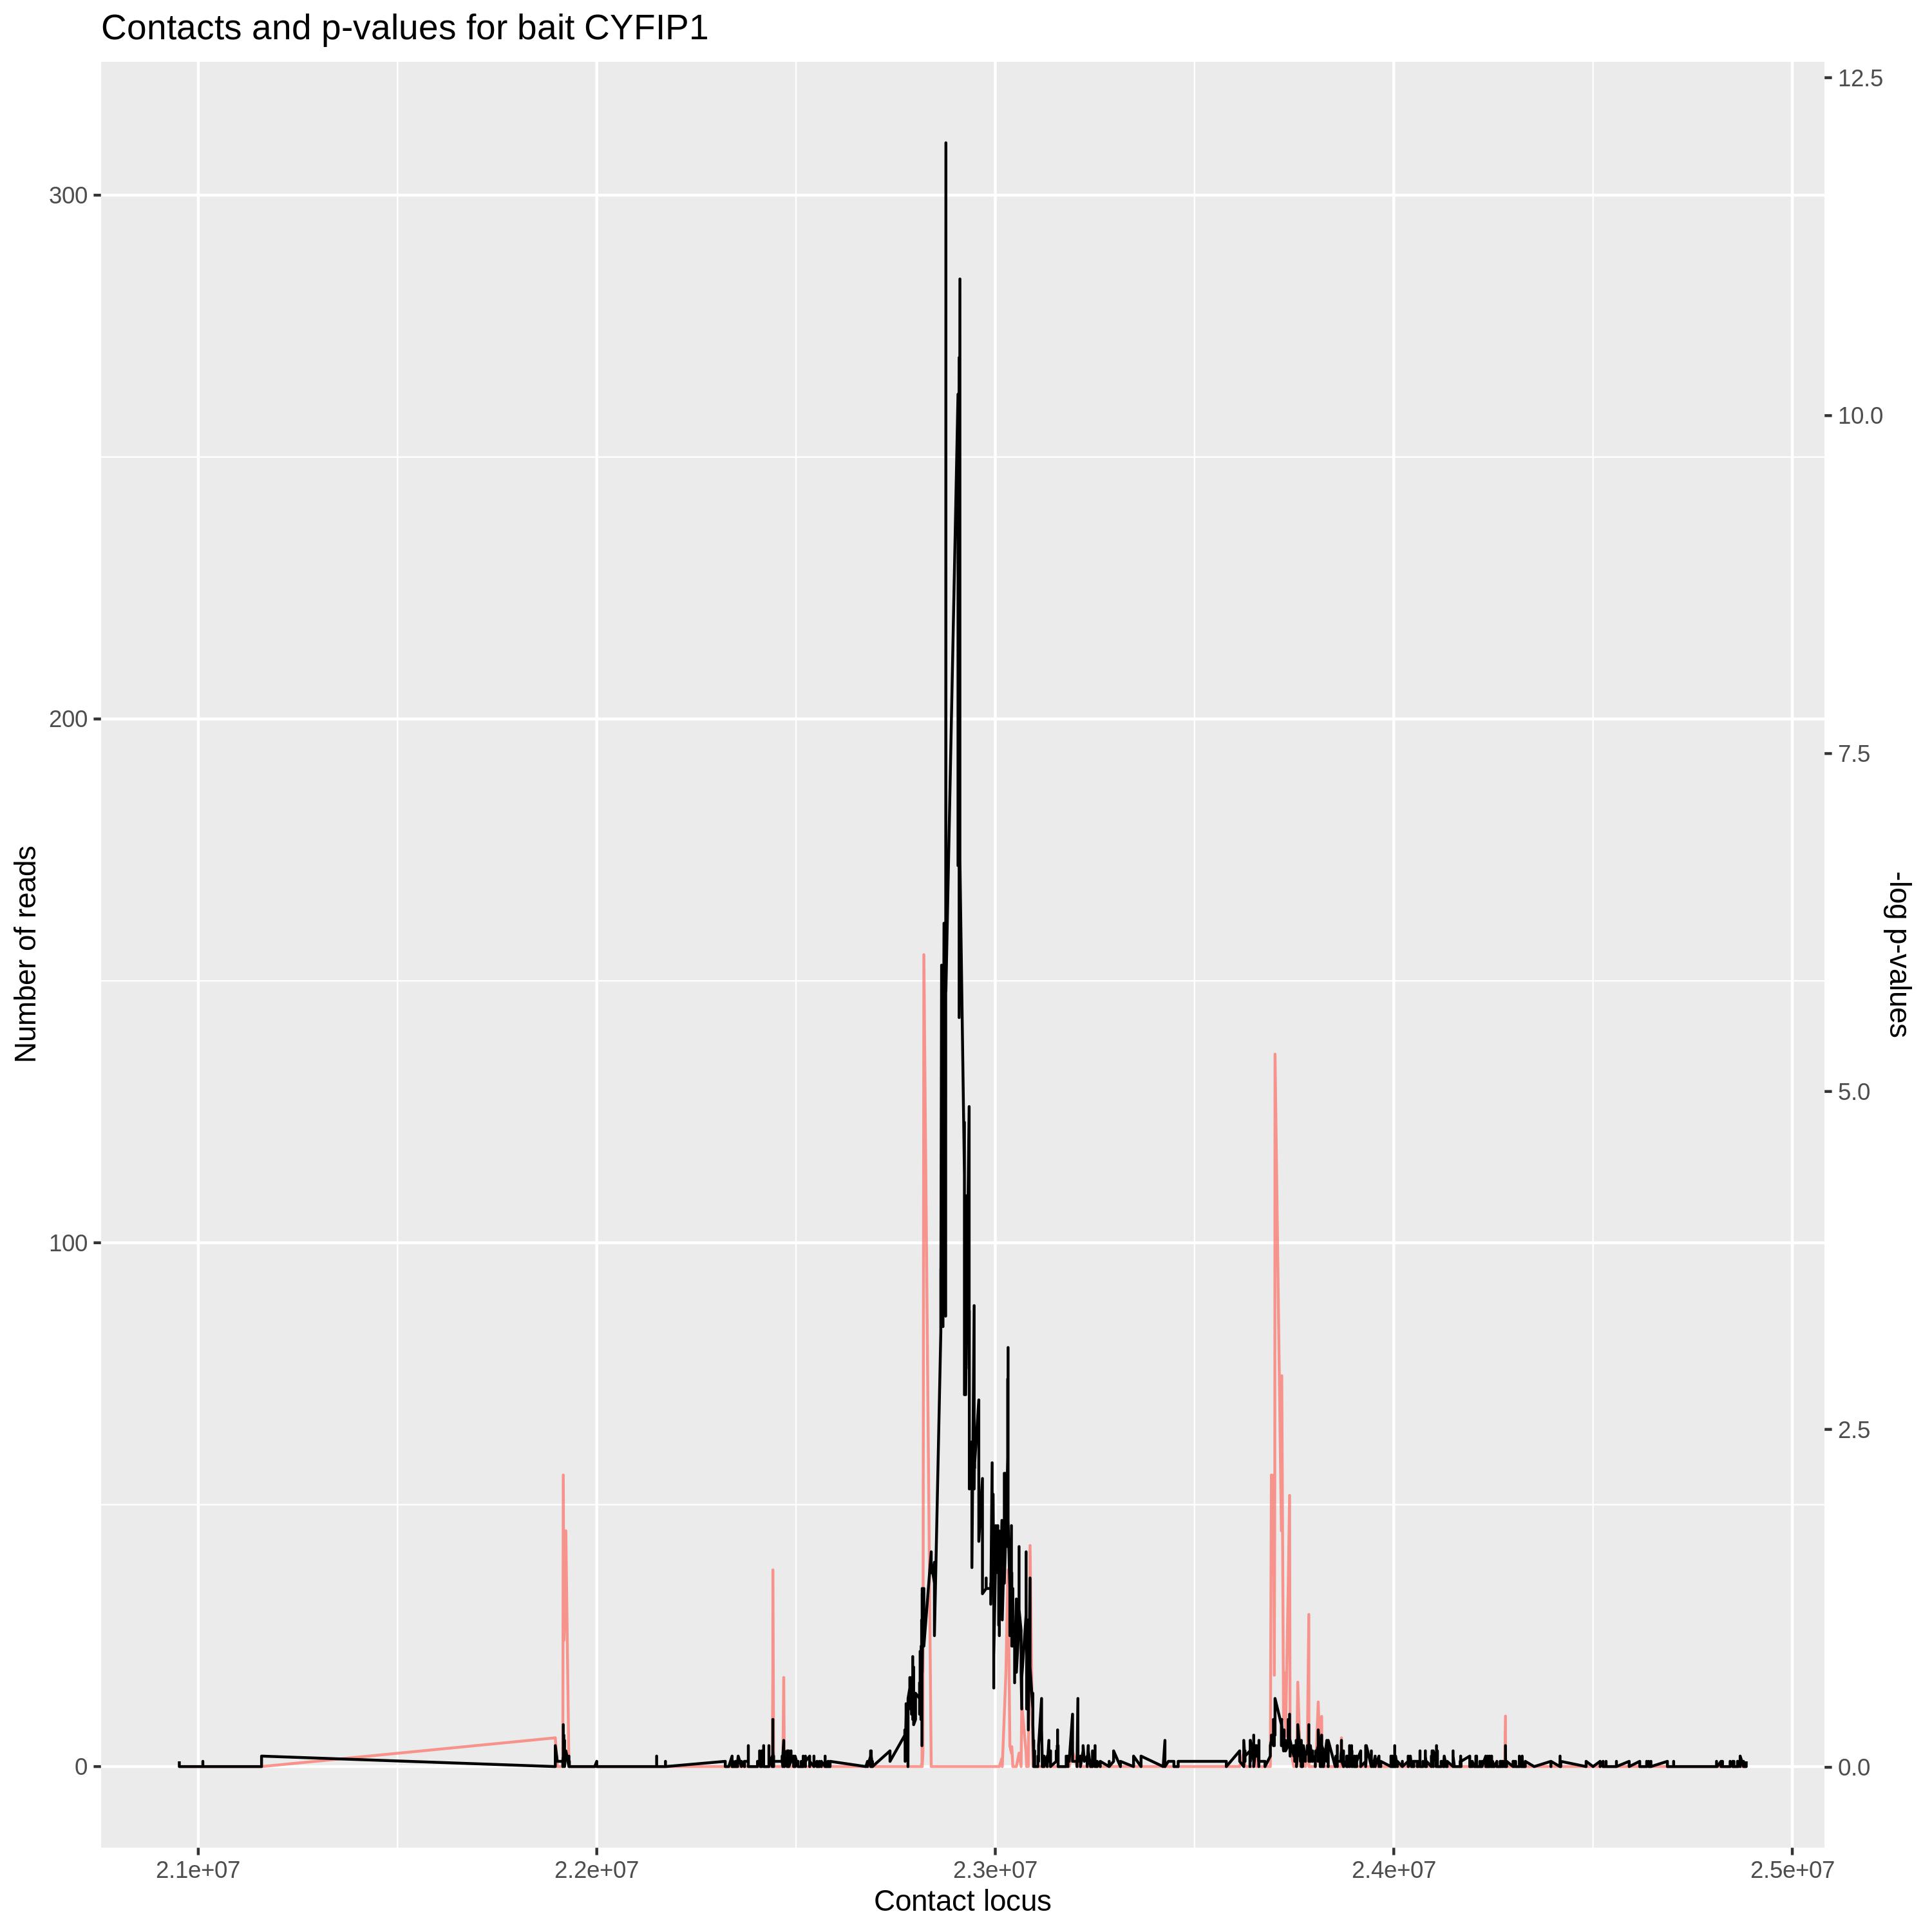 Contacts and p-values for bait CYFIP1
Number of reads
300
200
100
0
12.5
10.0
7.5
5.0
2.5
0.0
-log p-values
2.1e+07
2.2e+07
2.3e+07
2.4e+07
2.5e+07
Contact locus